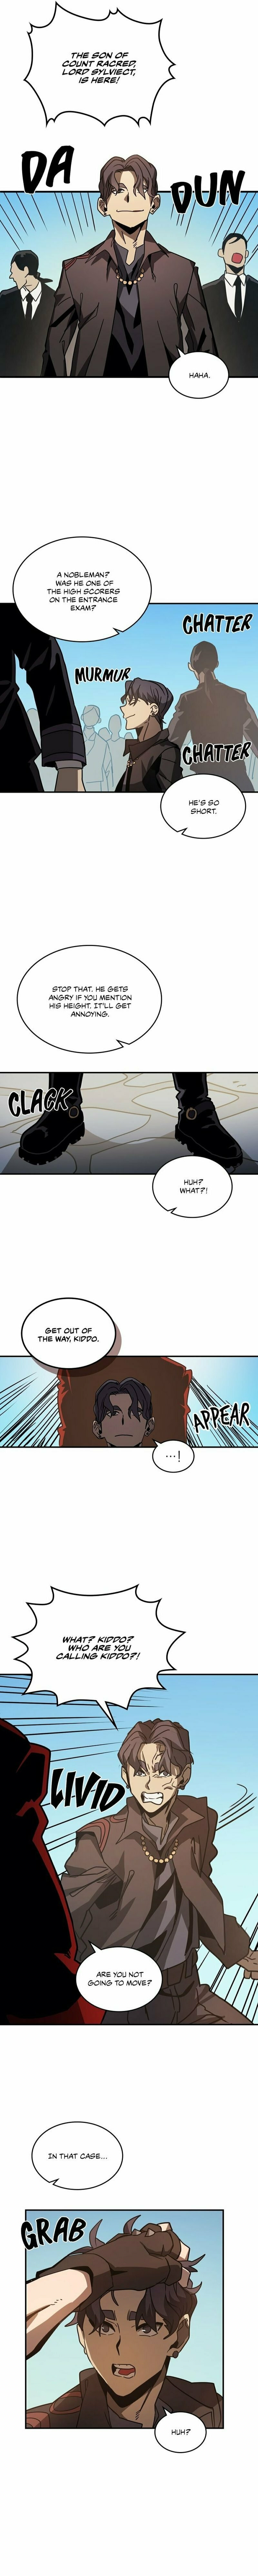 THE SON OF
COUNT RACRED,
LORD SYLVIECT,
IS HERE!
DA
DUN
HAHA.
A NOBLEMAN?
WAS HE ONE OF
THE HIGH SCORERS
ON THE ENTRANCE
EXAM?
CHATTER
MURMUR
CHATTER
HE'S SO
SHORT.
STOP THAT. HE GETS
ANGRY IF YOU MENTION
HIS HEIGHT. IT'LL GET
ANNOYING.
CLACK
HUH?
WHAT?!
GET OUT OF
THE WAY, KIDDO.
APPEAR
...!
WHAT? KIDDO?
WHO ARE YOU
CALLING KIDDO?!
LIVID
ARE YOU NOT
GOING TO MOVE?
IN THAT CASE...
GRAB
HUH?